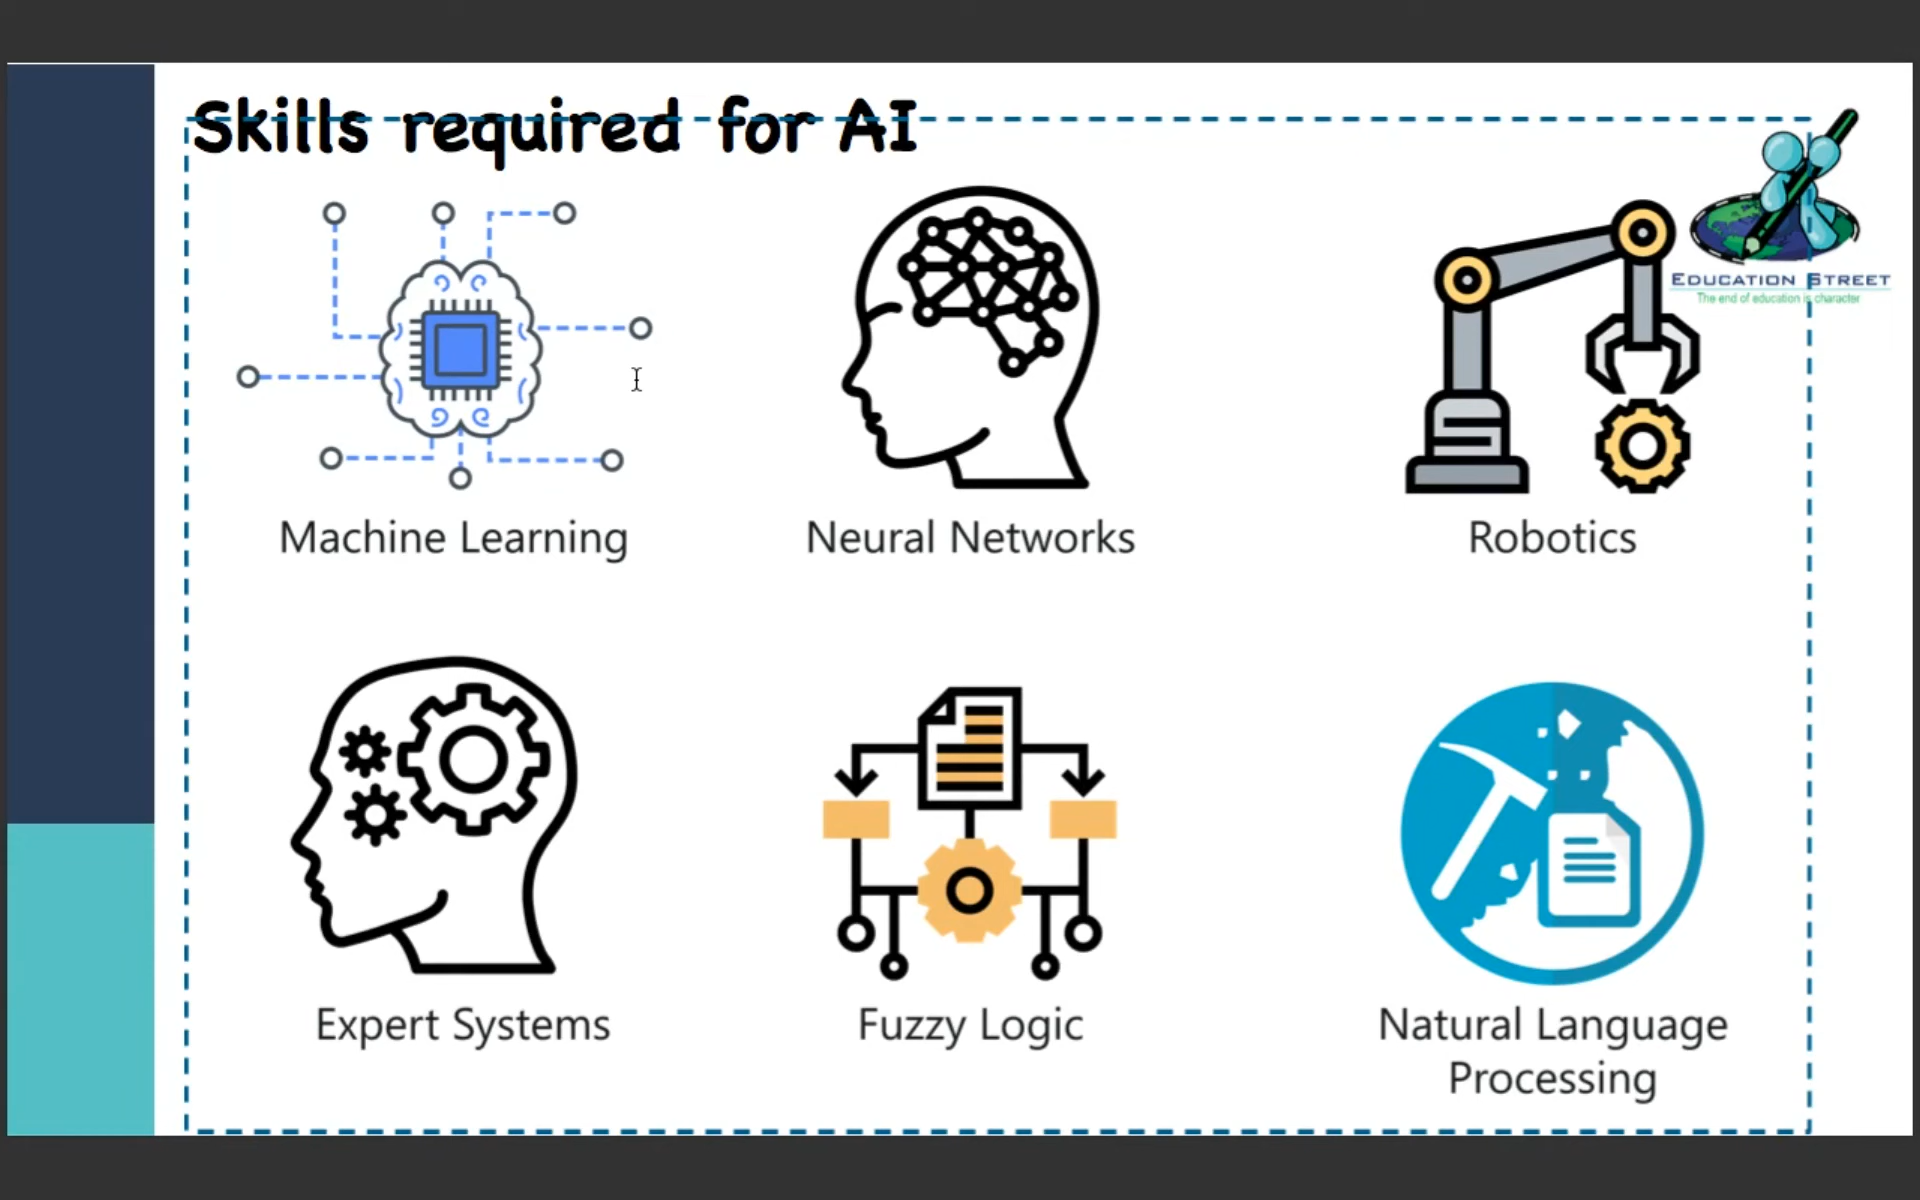 Skills required for AI
EDUCATION STREET
The end of education is character
Machine Learning
Neural Networks
Robotics
Expert Systems
Fuzzy Logic
Natural Language
Processing